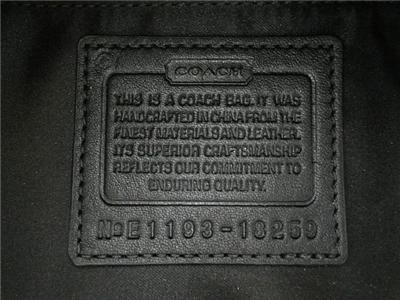 COACH
THIS IS A COACH BAG. IT WAS
HANDCRAFTED IN CHINA FROM THE
FINEST MATERIALS AND LEATHER.
ITS SUPERIOR CRAFTSMANSHIP
REFLECTS OUR COMMITMENT TO
ENDURING QUALITY.
No E1193-18259